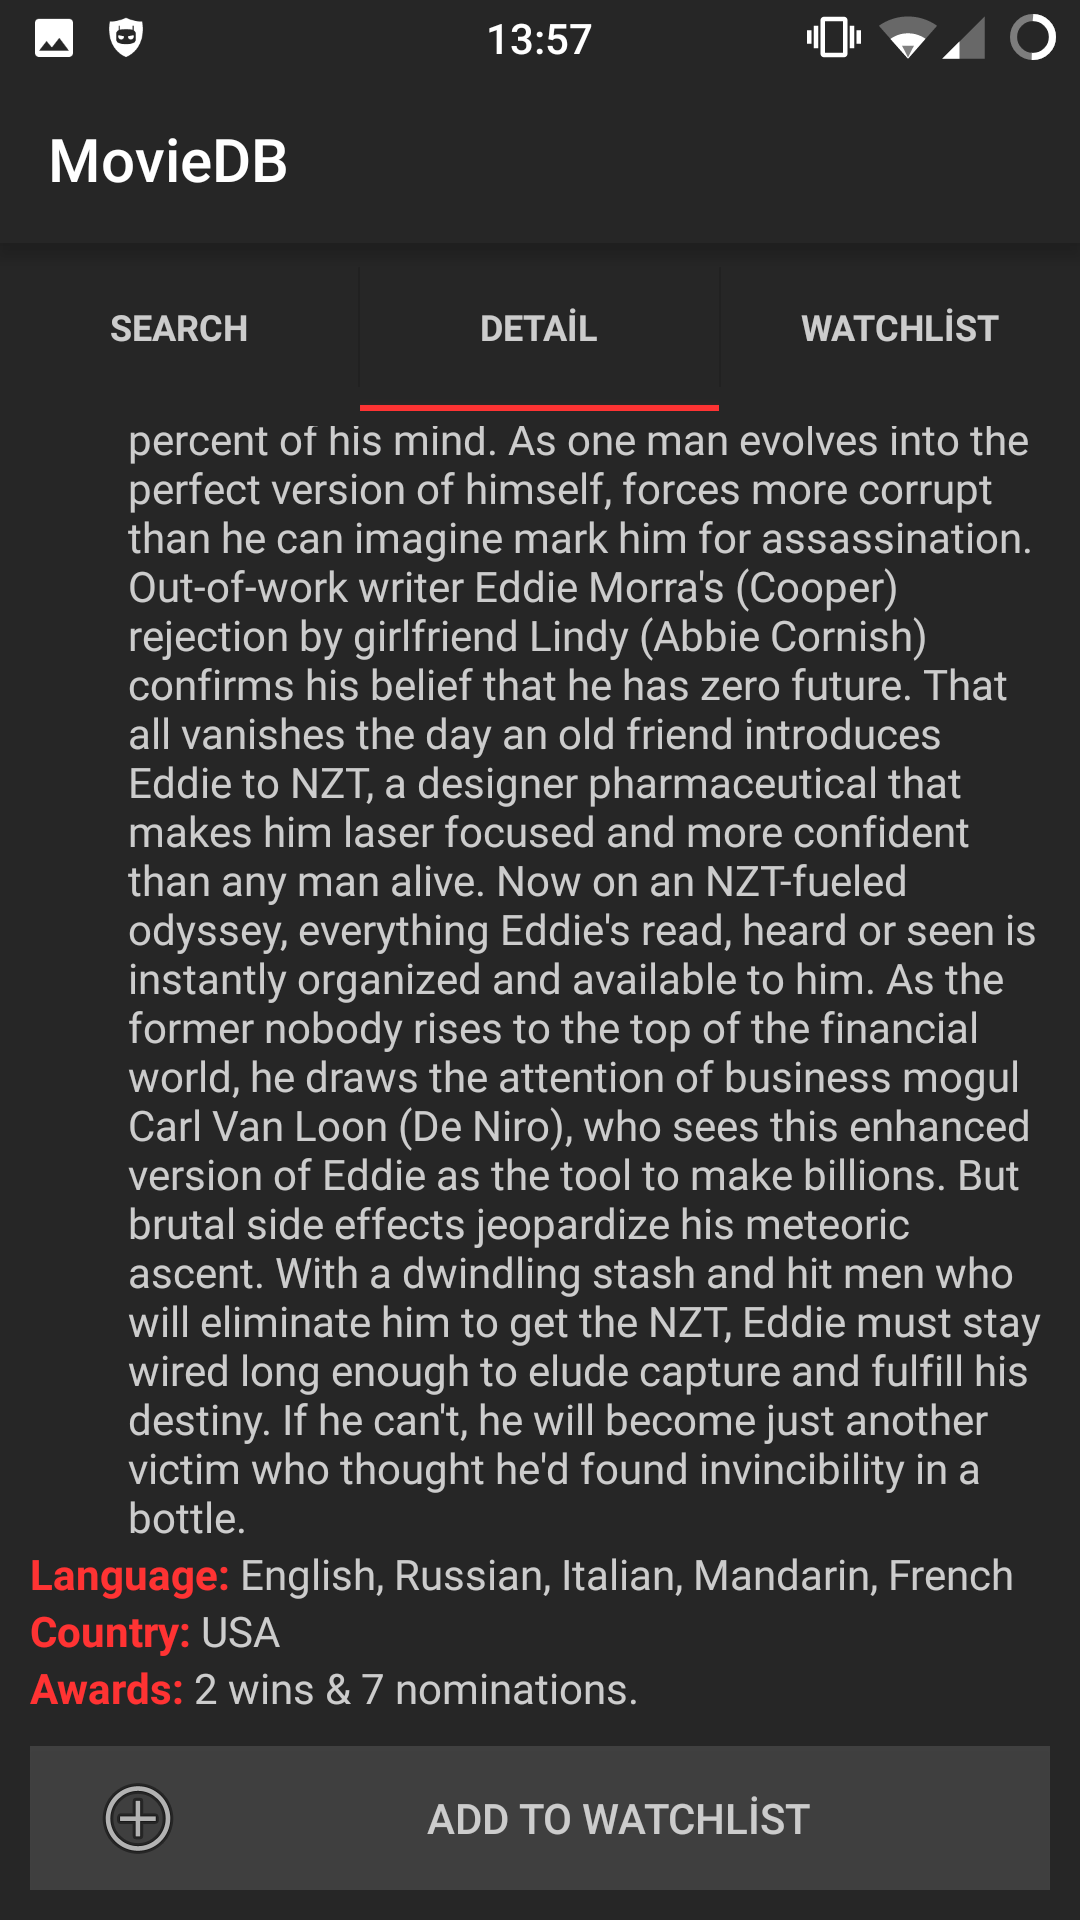 13:57
MovieDB
SEARCH
DETAİL
WATCHLİST
percent of his mind. As one man evolves into the
perfect version of himself, forces more corrupt
than he can imagine mark him for assassination.
Out-of-work writer Eddie Morra's (Cooper)
rejection by girlfriend Lindy (Abbie Cornish)
confirms his belief that he has zero future. That
all vanishes the day an old friend introduces
Eddie to NZT, a designer pharmaceutical that
makes him laser focused and more confident
than any man alive. Now on an NZT-fueled
odyssey, everything Eddie's read, heard or seen is
instantly organized and available to him. As the
former nobody rises to the top of the financial
world, he draws the attention of business mogul
Carl Van Loon (De Niro), who sees this enhanced
version of Eddie as the tool to make billions. But
brutal side effects jeopardize his meteoric
ascent. With a dwindling stash and hit men who
will eliminate him to get the NZT, Eddie must stay
wired long enough to elude capture and fulfill his
destiny. If he can't, he will become just another
victim who thought he'd found invincibility in a
bottle.
Language: English, Russian, Italian, Mandarin, French
Country: USA
Awards: 2 wins & 7 nominations.
ADD TO WATCHLİST